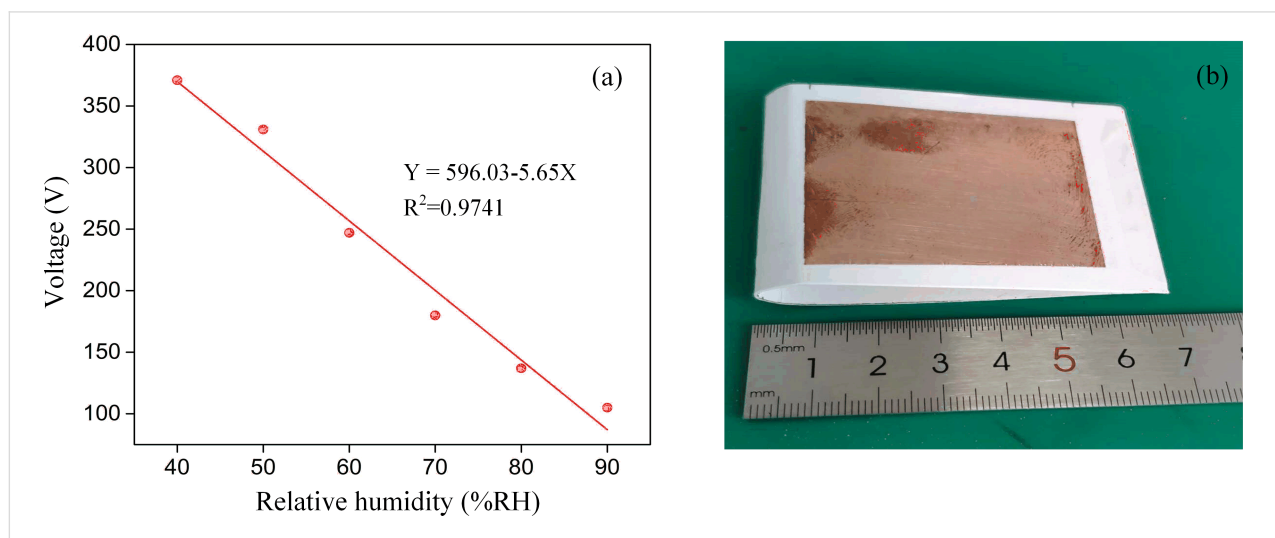 (a)
400
350
300
250
200
150
100
Voltage (V)
Y = 596.03-5.65X
R²=0.9741
40 50 60 70 80 90
Relative humidity (%RH)
(b)
0.5mm
1 2 3 4 5 6 7
mm